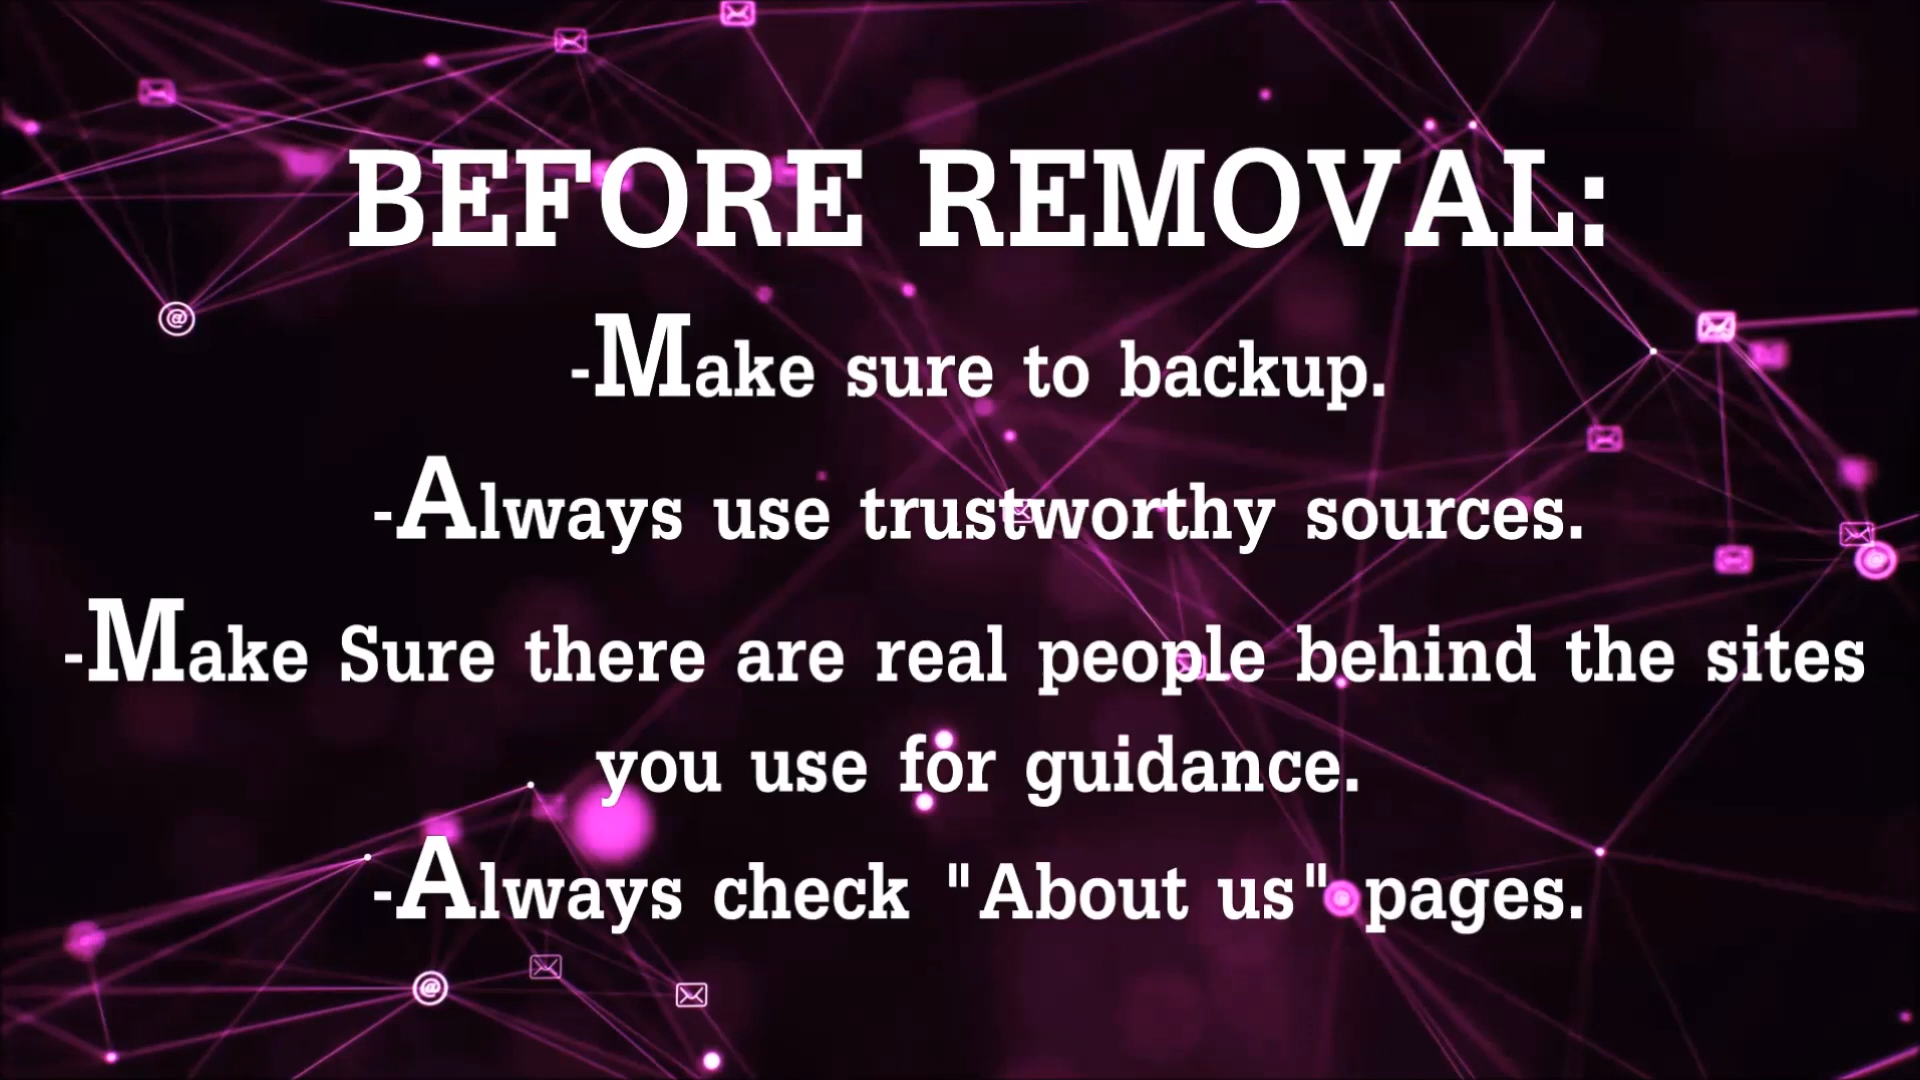 BEFORE REMOVAL:
-Make sure to backup.
-Always use trustworthy sources.
-Make Sure there are real people behind the sites
you use for guidance.
-Always check "About us" pages.